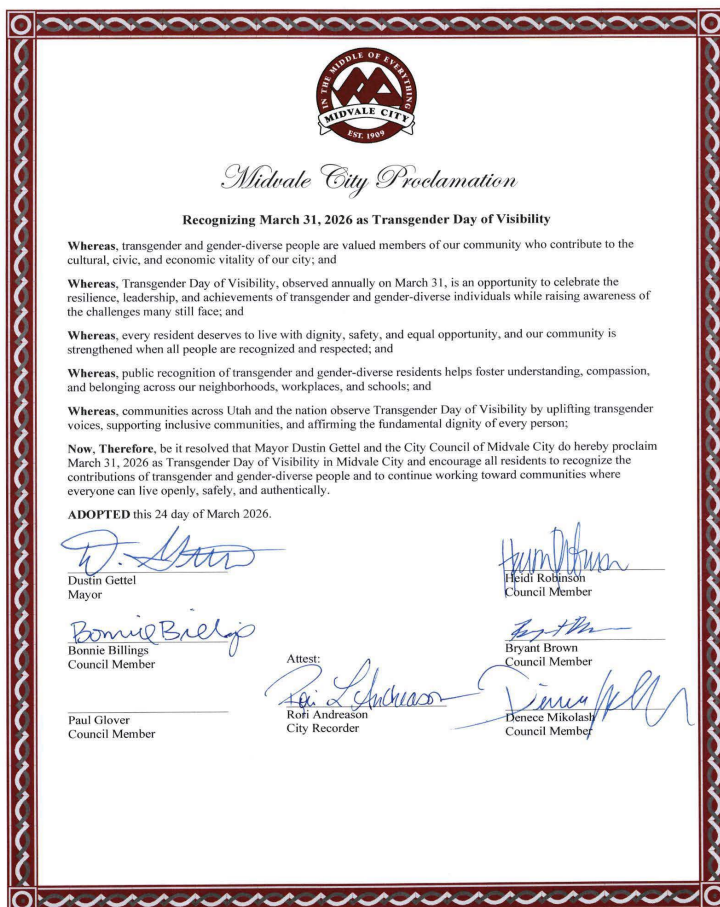 IN THE MIDDLE OF EVERYTHING
MIDVALE CITY
EST. 1909
Midvale City Proclamation
Recognizing March 31, 2026 as Transgender Day of Visibility
Whereas, transgender and gender-diverse people are valued members of our community who contribute to the
cultural, civic, and economic vitality of our city; and
Whereas, Transgender Day of Visibility, observed annually on March 31, is an opportunity to celebrate the
resilience, leadership, and achievements of transgender and gender-diverse individuals while raising awareness of
the challenges many still face; and
Whereas, every resident deserves to live with dignity, safety, and equal opportunity, and our community is
strengthened when all people are recognized and respected; and
Whereas, public recognition of transgender and gender-diverse residents helps foster understanding, compassion,
and belonging across our neighborhoods, workplaces, and schools; and
Whereas, communities across Utah and the nation observe Transgender Day of Visibility by uplifting transgender
voices, supporting inclusive communities, and affirming the fundamental dignity of every person;
Now, Therefore, be it resolved that Mayor Dustin Gettel and the City Council of Midvale City do hereby proclaim
March 31, 2026 as Transgender Day of Visibility in Midvale City and encourage all residents to recognize the
contributions of transgender and gender-diverse people and to continue working toward communities where
everyone can live openly, safely, and authentically.
ADOPTED this 24 day of March 2026.
Dustin Gettel
Mayor
Heidi Robinson
Council Member
Bonnie Billings
Bonnie Billings
Council Member
Bryant Brown
Council Member
Attest:
Rori L Andreason
Rori Andreason
City Recorder
Paul Glover
Council Member
Denece Mikolash
Council Member